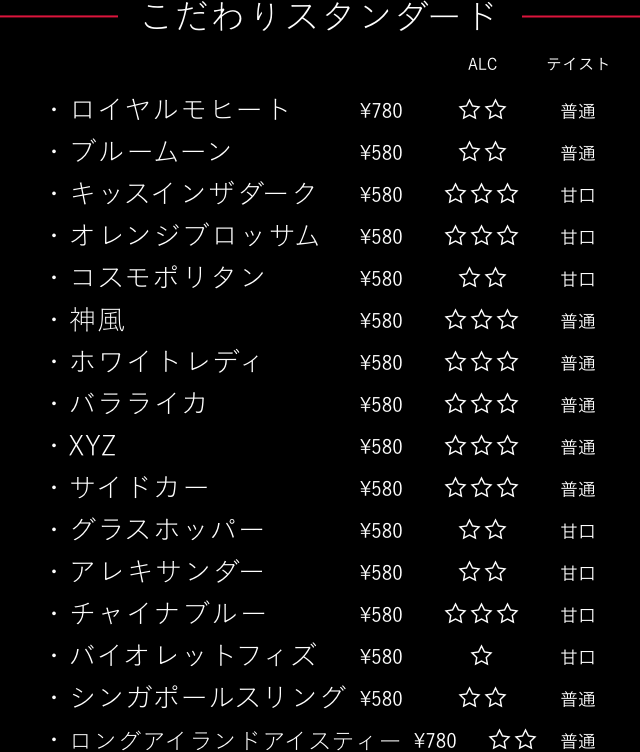 こだわりスタンダード
ALC テイスト
・ロイヤルモヒート ¥780 ☆☆ 普通
・ブルームーン ¥580 ☆☆ 普通
・キッスインザダーク ¥580 ☆☆☆ 甘口
・オレンジブロッサム ¥580 ☆☆☆ 甘口
・コスモポリタン ¥580 ☆☆ 甘口
・神風 ¥580 ☆☆☆ 普通
・ホワイトレディ ¥580 ☆☆☆ 普通
・バラライカ ¥580 ☆☆☆ 普通
・XYZ ¥580 ☆☆☆ 普通
・サイドカー ¥580 ☆☆☆ 普通
・グラスホッパー ¥580 ☆☆ 甘口
・アレキサンダー ¥580 ☆☆ 甘口
・チャイナブルー ¥580 ☆☆☆ 甘口
・バイオレットフィズ ¥580 ☆ 甘口
・シンガポールスリング ¥580 ☆☆ 普通
・ロングアイランドアイスティー ¥780 ☆☆ 普通